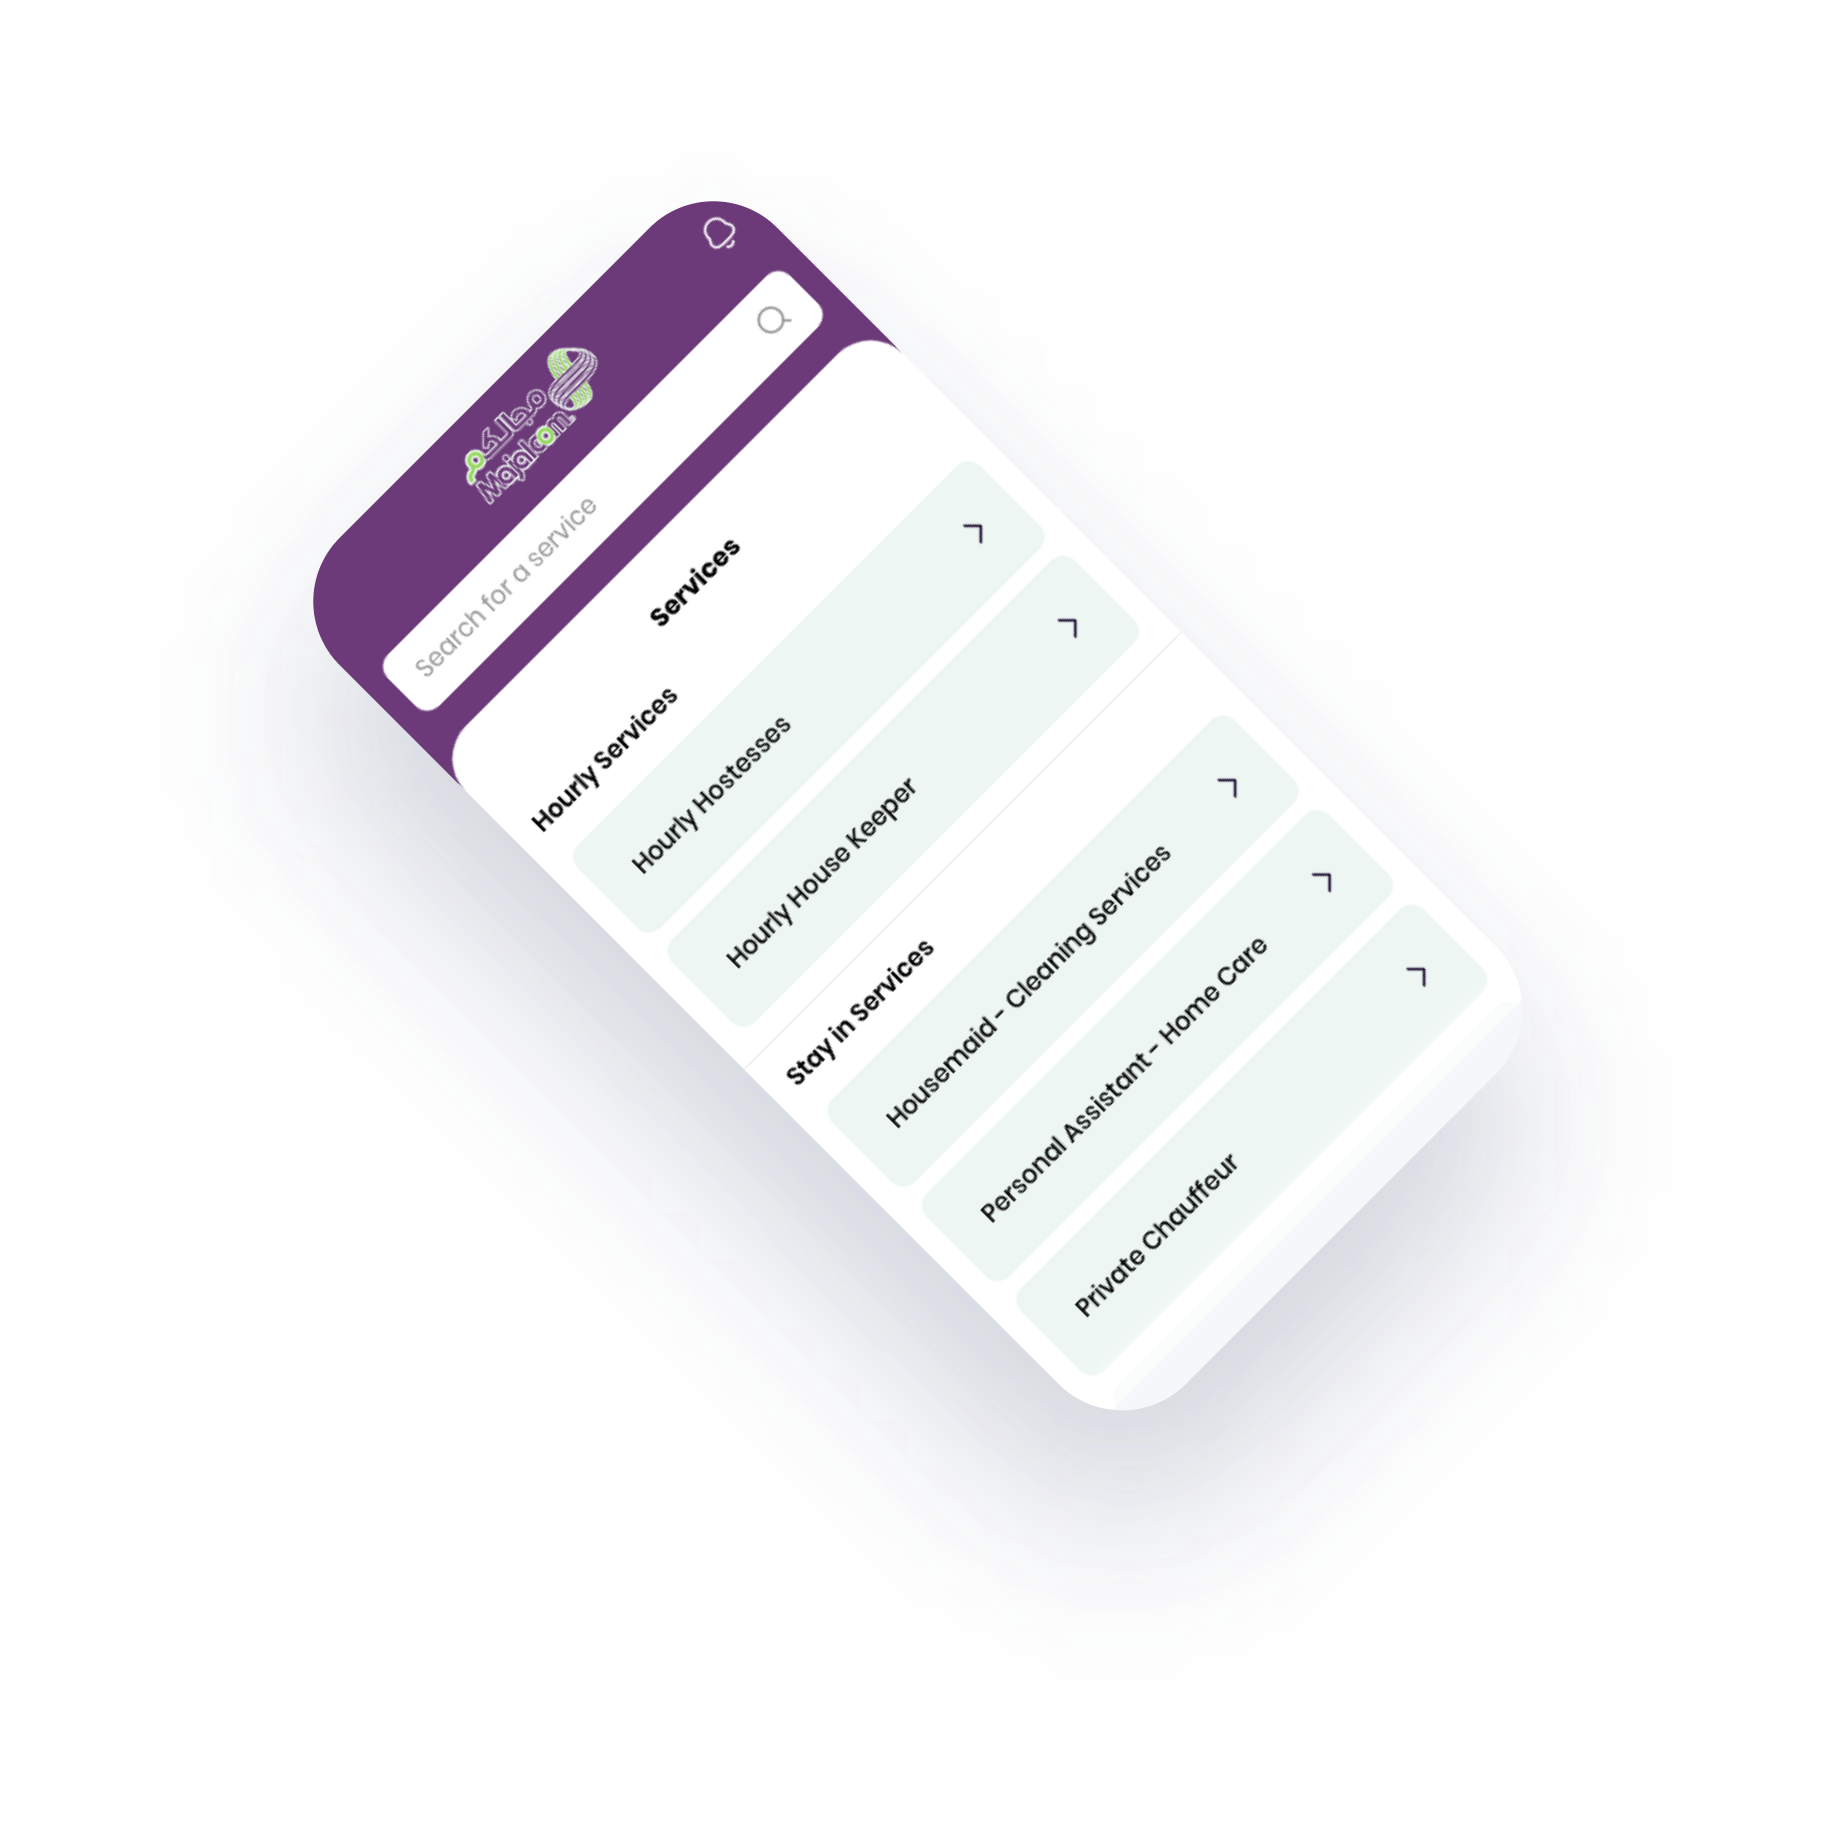 مجالكم
Majalcom
Search for a service
Services
Hourly Services
Hourly Hostesses
Hourly House Keeper
Stay in Services
Housemaid - Cleaning Services
Personal Assistant - Home Care
Private Chauffeur